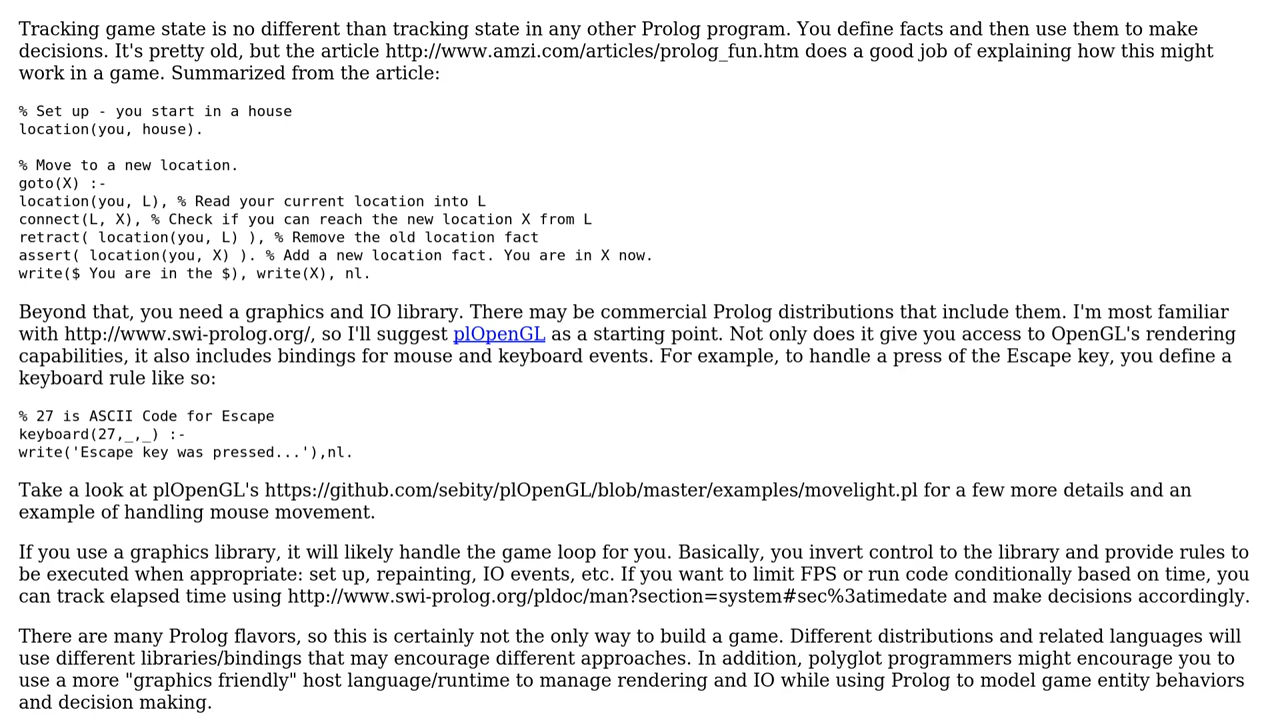 Tracking game state is no different than tracking state in any other Prolog program. You define facts and then use them to make
decisions. It's pretty old, but the article http://www.amzi.com/articles/prolog_fun.htm does a good job of explaining how this might
work in a game. Summarized from the article:
% Set up - you start in a house
location(you, house).
% Move to a new location.
goto(X) :-
location(you, L), % Read your current location into L
connect(L, X), % Check if you can reach the new location X from L
retract( location(you, L) ), % Remove the old location fact
assert( location(you, X) ). % Add a new location fact. You are in X now.
write($ You are in the $), write(X), nl.
Beyond that, you need a graphics and IO library. There may be commercial Prolog distributions that include them. I'm most familiar
with http://www.swi-prolog.org/, so I'll suggest plOpenGL as a starting point. Not only does it give you access to OpenGL's rendering
capabilities, it also includes bindings for mouse and keyboard events. For example, to handle a press of the Escape key, you define a
keyboard rule like so:
% 27 is ASCII Code for Escape
keyboard(27,_,_) :-
write('Escape key was pressed...'),nl.
Take a look at plOpenGL's https://github.com/sebity/plOpenGL/blob/master/examples/movelight.pl for a few more details and an
example of handling mouse movement.
If you use a graphics library, it will likely handle the game loop for you. Basically, you invert control to the library and provide rules to
be executed when appropriate: set up, repainting, IO events, etc. If you want to limit FPS or run code conditionally based on time, you
can track elapsed time using http://www.swi-prolog.org/pldoc/man?section=system#sec%3atimedate and make decisions accordingly.
There are many Prolog flavors, so this is certainly not the only way to build a game. Different distributions and related languages will
use different libraries/bindings that may encourage different approaches. In addition, polyglot programmers might encourage you to
use a more "graphics friendly" host language/runtime to manage rendering and IO while using Prolog to model game entity behaviors
and decision making.